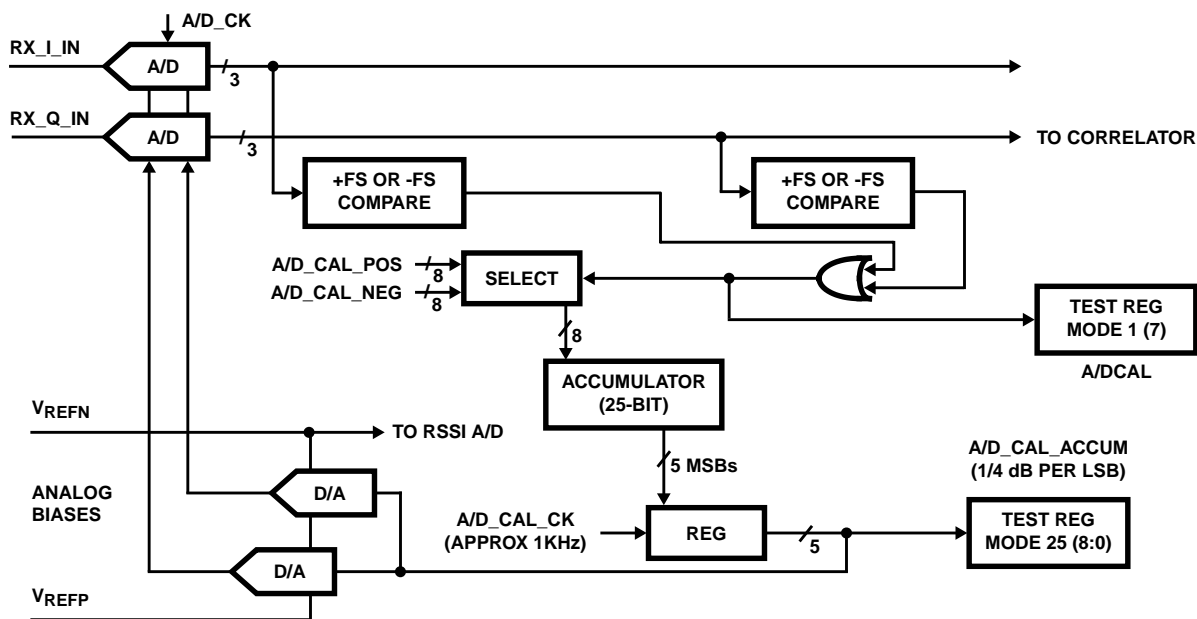 A/D_CK
RX_I_IN
A/D
3
RX_Q_IN
A/D
3
TO CORRELATOR
+FS OR -FS
COMPARE
+FS OR -FS
COMPARE
A/D_CAL_POS
8
A/D_CAL_NEG
8
SELECT
TEST REG
MODE 1 (7)
A/DCAL
8
ACCUMULATOR
(25-BIT)
VREFN
TO RSSI A/D
5 MSBs
A/D_CAL_ACCUM
(1/4 dB PER LSB)
ANALOG
BIASES
D/A
A/D_CAL_CK
(APPROX 1KHz)
REG
5
TEST REG
MODE 25 (8:0)
D/A
VREFP